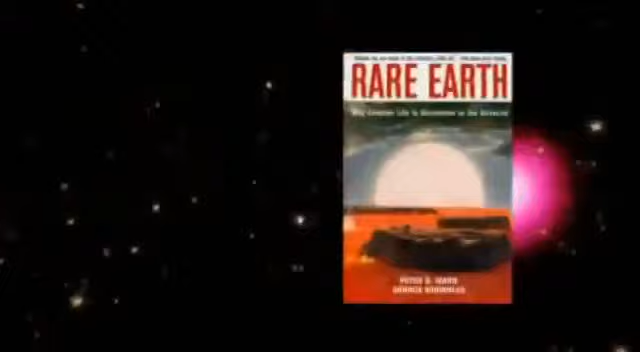 RARE EARTH
Why Complex Life Is Uncommon in the Universe
PETER D. WARD
DONALD BROWNLEE